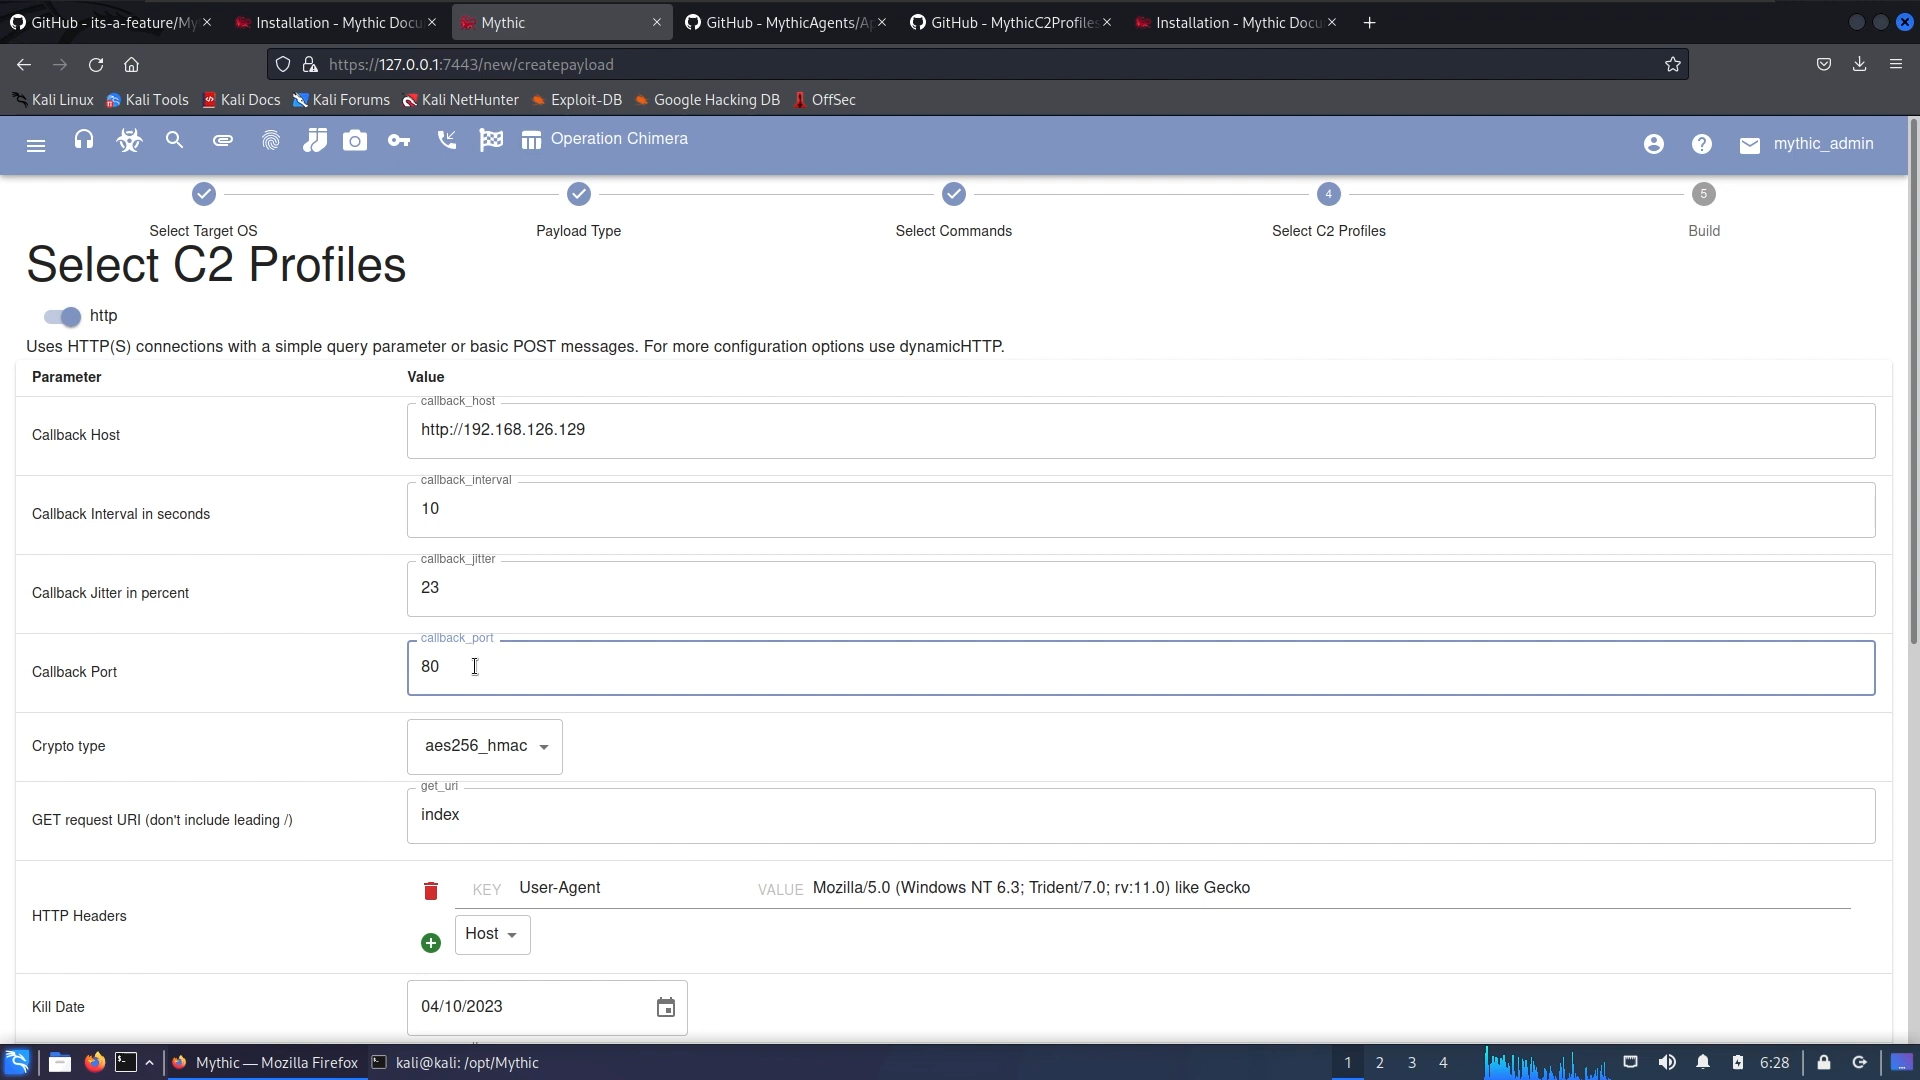 GitHub - its-a-feature/My
Installation - Mythic Docu
Mythic
GitHub - MythicAgents/Ap
GitHub - MythicC2Profiles
Installation - Mythic Docu
https://127.0.0.1:7443/new/createpayload
Kali Linux
Kali Tools
Kali Docs
Kali Forums
Kali NetHunter
Exploit-DB
Google Hacking DB
OffSec
Operation Chimera
mythic_admin
4
5
Select Target OS
Payload Type
Select Commands
Select C2 Profiles
Build
Select C2 Profiles
http
Uses HTTP(S) connections with a simple query parameter or basic POST messages. For more configuration options use dynamicHTTP.
Parameter
Value
callback_host
Callback Host
http://192.168.126.129
callback_interval
Callback Interval in seconds
10
callback_jitter
Callback Jitter in percent
23
callback_port
Callback Port
80
Crypto type
aes256_hmac
get_uri
GET request URI (don't include leading /)
index
HTTP Headers
KEY User-Agent
VALUE Mozilla/5.0 (Windows NT 6.3; Trident/7.0; rv:11.0) like Gecko
Host
Kill Date
04/10/2023
Mythic — Mozilla Firefox
kali@kali: /opt/Mythic
1
2
3
4
6:28